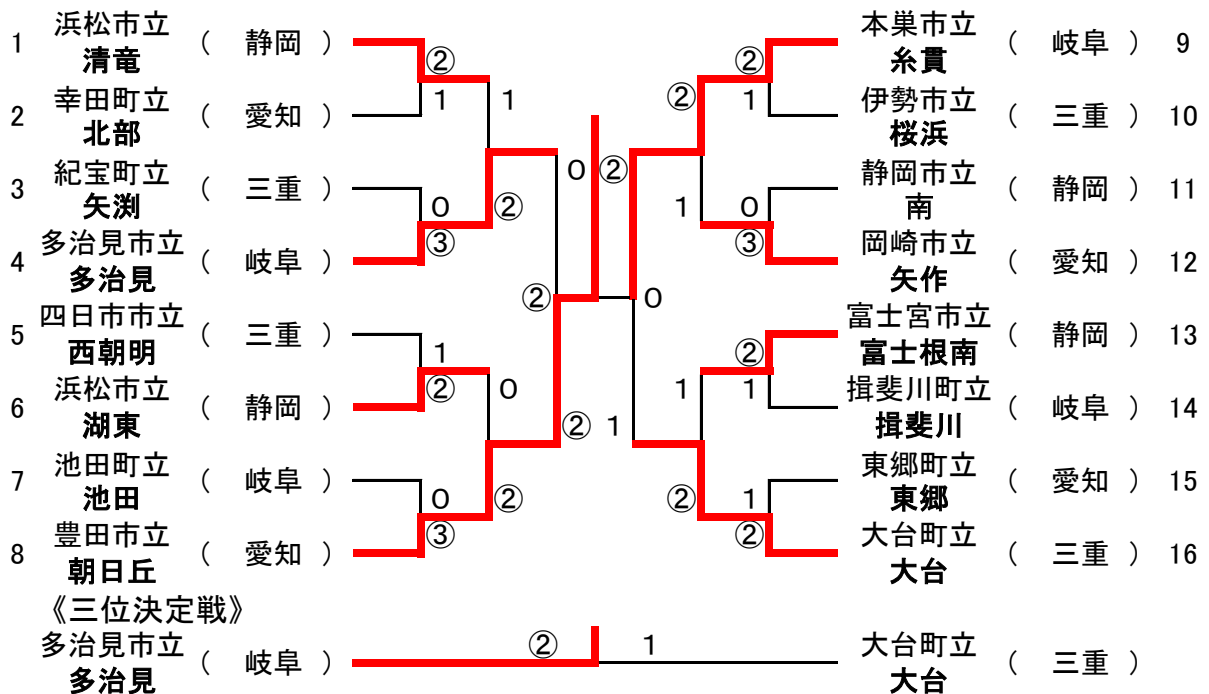 1 浜松市立 清竜 ( 静岡 )
② 1 1
2 幸田町立 北部 ( 愛知 )
3 紀宝町立 矢渕 ( 三重 )
0 ③ ②
4 多治見市立 多治見 ( 岐阜 )
0 ②
② 0
5 四日市市立 西朝明 ( 三重 )
1 ② 0
6 浜松市立 湖東 ( 静岡 )
② 1
7 池田町立 池田 ( 岐阜 )
0 ③ ②
8 豊田市立 朝日丘 ( 愛知 )
本巣市立 糸貫 ( 岐阜 ) 9
② 1 ②
伊勢市立 桜浜 ( 三重 ) 10
静岡市立 南 ( 静岡 ) 11
1 0 ③
岡崎市立 矢作 ( 愛知 ) 12
富士宮市立 富士根南 ( 静岡 ) 13
② 1 1
揖斐川町立 揖斐川 ( 岐阜 ) 14
東郷町立 東郷 ( 愛知 ) 15
② 1 ②
大台町立 大台 ( 三重 ) 16
《三位決定戦》
多治見市立 多治見 ( 岐阜 ) ② 1 大台町立 大台 ( 三重 )